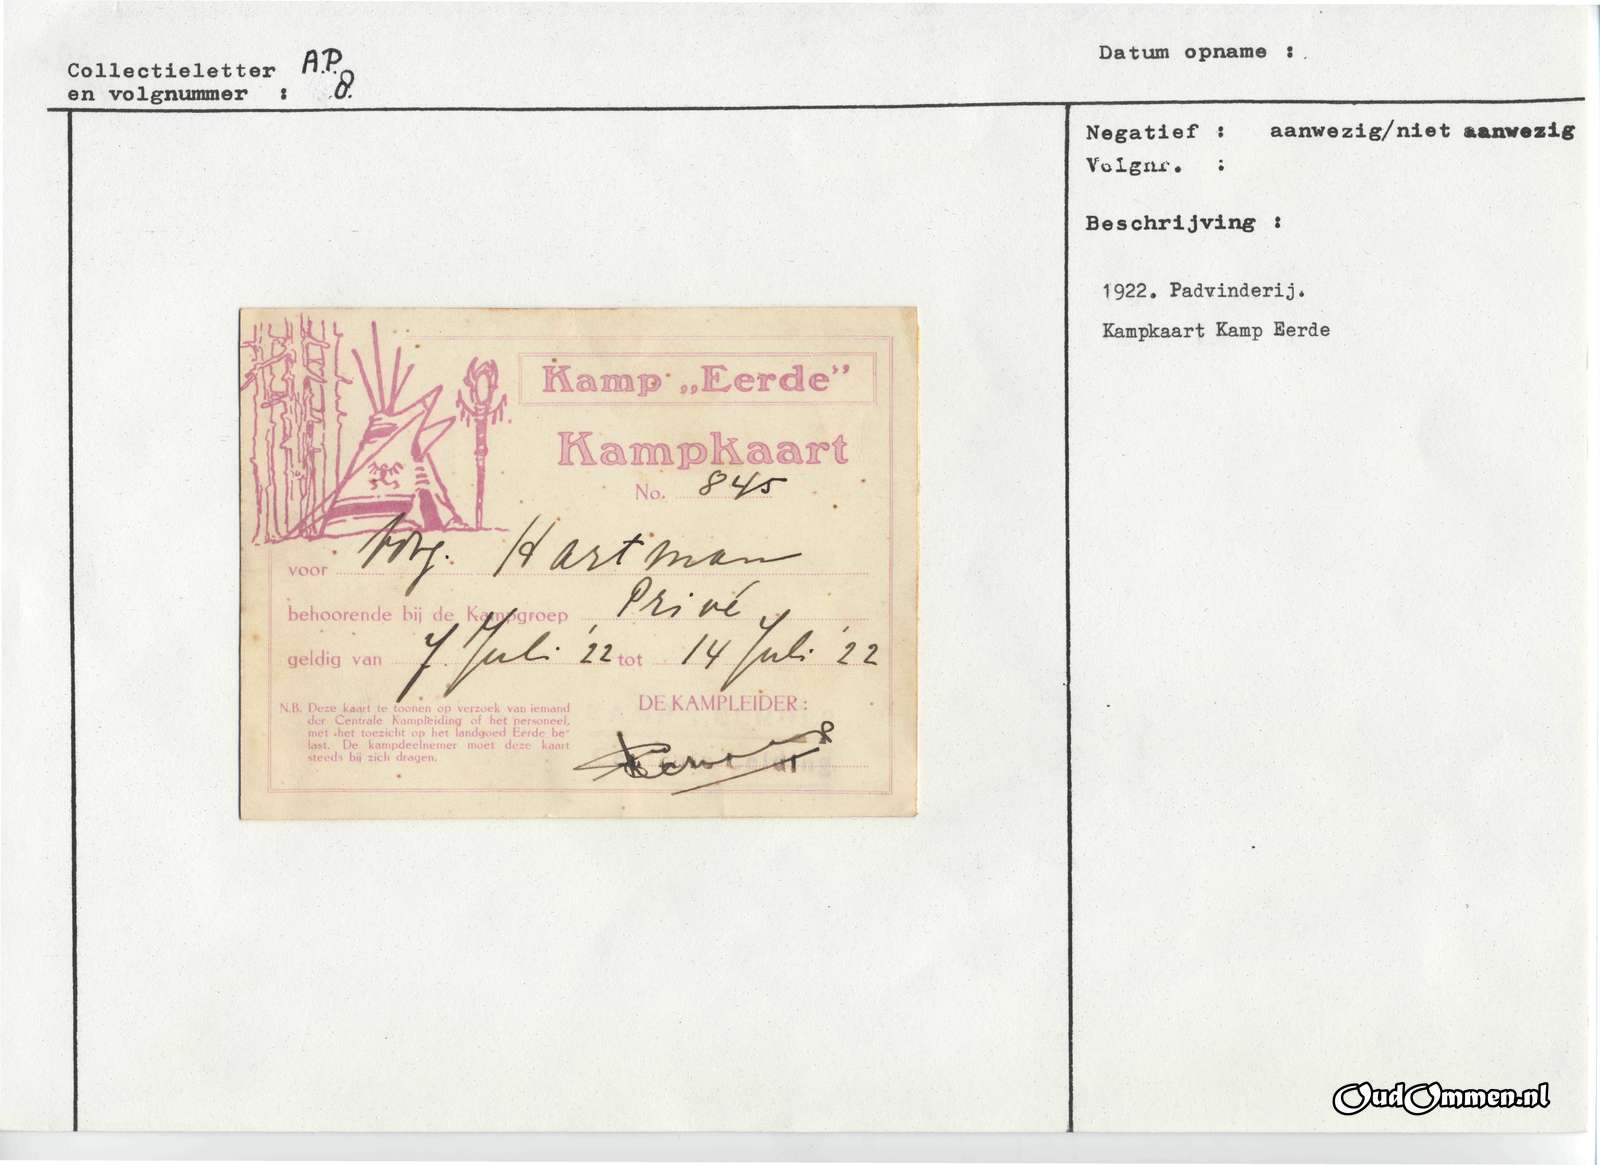 Collectieletter A.P.
en volgnummer : 8.
Datum opname :
Negatief : aanwezig/niet aanwezig
Volgnr. :
Beschrijving :
1922. Padvinderij.
Kampkaart Kamp Eerde
Kamp „Eerde”
Kampkaart
No. 845
voor Hartman
behoorende bij de Kampgroep Privé
geldig van 7 Juli '22 tot 14 Juli '22
N.B. Deze kaart te toonen op verzoek van iemand
der Centrale Kampleiding of het personeel,
met het toezicht op het landgoed Eerde be-
last. De kampdeelnemer moet deze kaart
steeds bij zich dragen.
DE KAMPLEIDER:
OudOmmen.nl